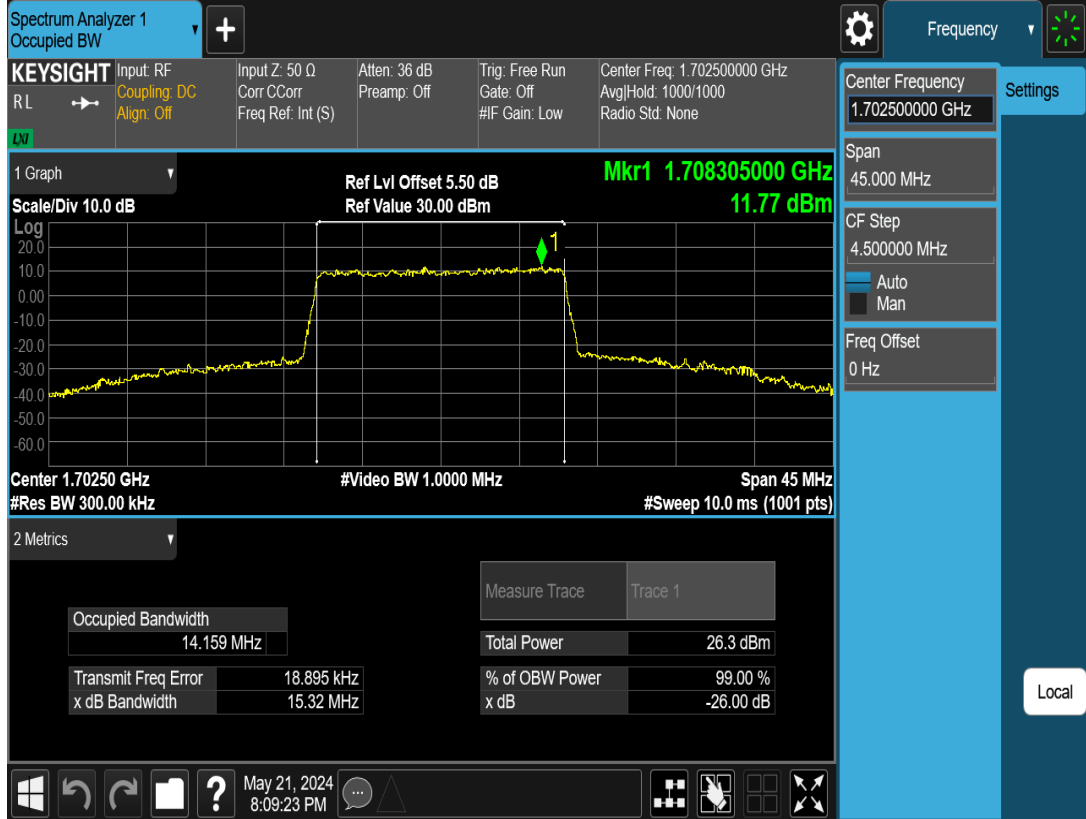 Spectrum Analyzer 1
Occupied BW
+
Frequency
KEYSIGHT
R L
LXI
Input: RF
Coupling: DC
Align: Off
Input Z: 50 Ω
Corr CCorr
Freq Ref: Int (S)
Atten: 36 dB
Preamp: Off
Trig: Free Run
Gate: Off
#IF Gain: Low
Center Freq: 1.702500000 GHz
Avg|Hold: 1000/1000
Radio Std: None
Center Frequency
1.702500000 GHz
Settings
Span
45.000 MHz
CF Step
4.500000 MHz
Auto
Man
Freq Offset
0 Hz
Local
1 Graph
Scale/Div 10.0 dB
Ref Lvl Offset 5.50 dB
Ref Value 30.00 dBm
Mkr1 1.708305000 GHz
11.77 dBm
Log
20.0
10.0
0.00
-10.0
-20.0
-30.0
-40.0
-50.0
-60.0
1
Center 1.70250 GHz
#Video BW 1.0000 MHz
Span 45 MHz
#Res BW 300.00 kHz
#Sweep 10.0 ms (1001 pts)
2 Metrics
Measure Trace
Trace 1
Occupied Bandwidth
14.159 MHz
Total Power
26.3 dBm
Transmit Freq Error
18.895 kHz
% of OBW Power
99.00 %
x dB Bandwidth
15.32 MHz
x dB
-26.00 dB
?
May 21, 2024
8:09:23 PM